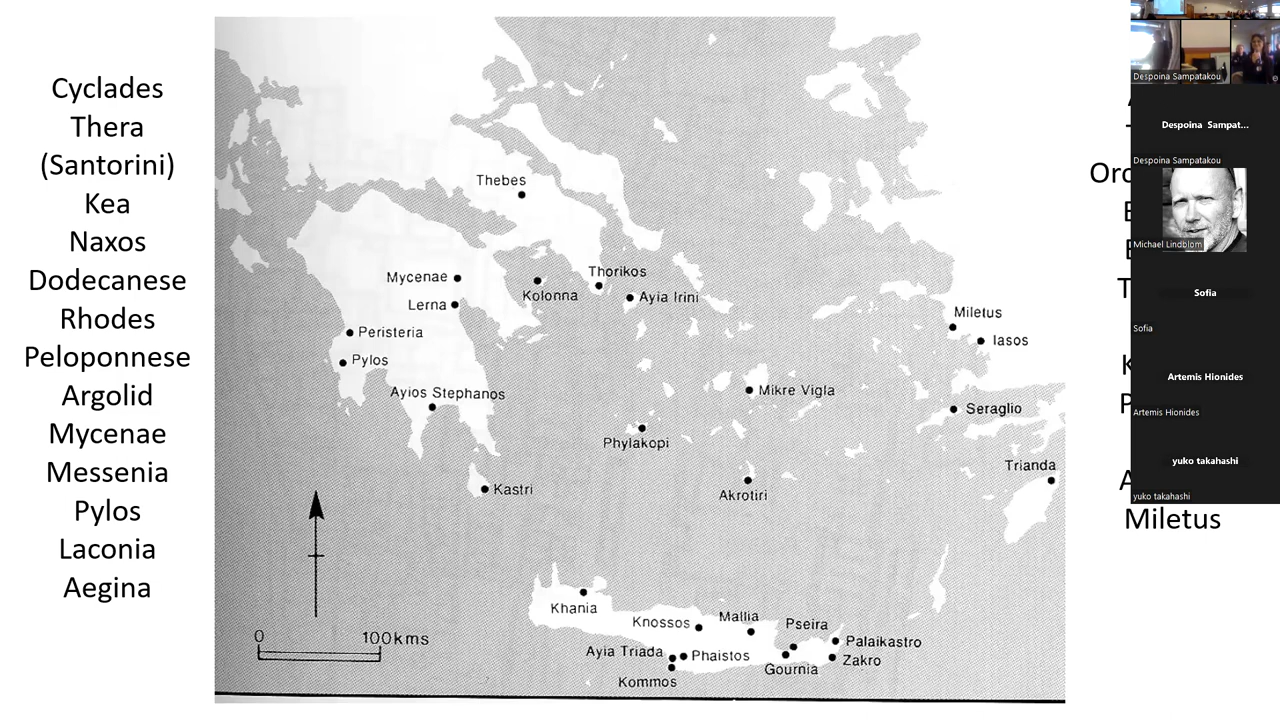 Cyclades
Thera
(Santorini)
Kea
Naxos
Dodecanese
Rhodes
Peloponnese
Argolid
Mycenae
Messenia
Pylos
Laconia
Aegina
Thebes
Mycenae
Lerna
Kolonna
Thorikos
Ayia Irini
Peristeria
Pylos
Ayios Stephanos
Miletus
Iasos
Mikre Vigla
Seraglio
Phylakopi
Trianda
Kastri
Akrotiri
Khania
Knossos
Mallia
Pseira
Palaikastro
Ayia Triada
Phaistos
Gournia
Zakro
Kommos
0 100kms
Miletus
Despoina Sampatakou
Despoina Sampat...
Despoina Sampatakou
Michael Lindblom
Sofia
Sofia
Artemis Hionides
Artemis Hionides
yuko takahashi
yuko takahashi